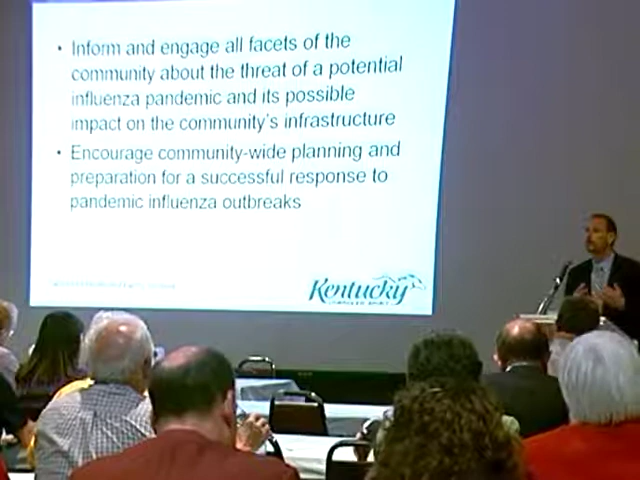 • Inform and engage all facets of the
community about the threat of a potential
influenza pandemic and its possible
impact on the community's infrastructure
• Encourage community-wide planning and
preparation for a successful response to
pandemic influenza outbreaks
Kentucky